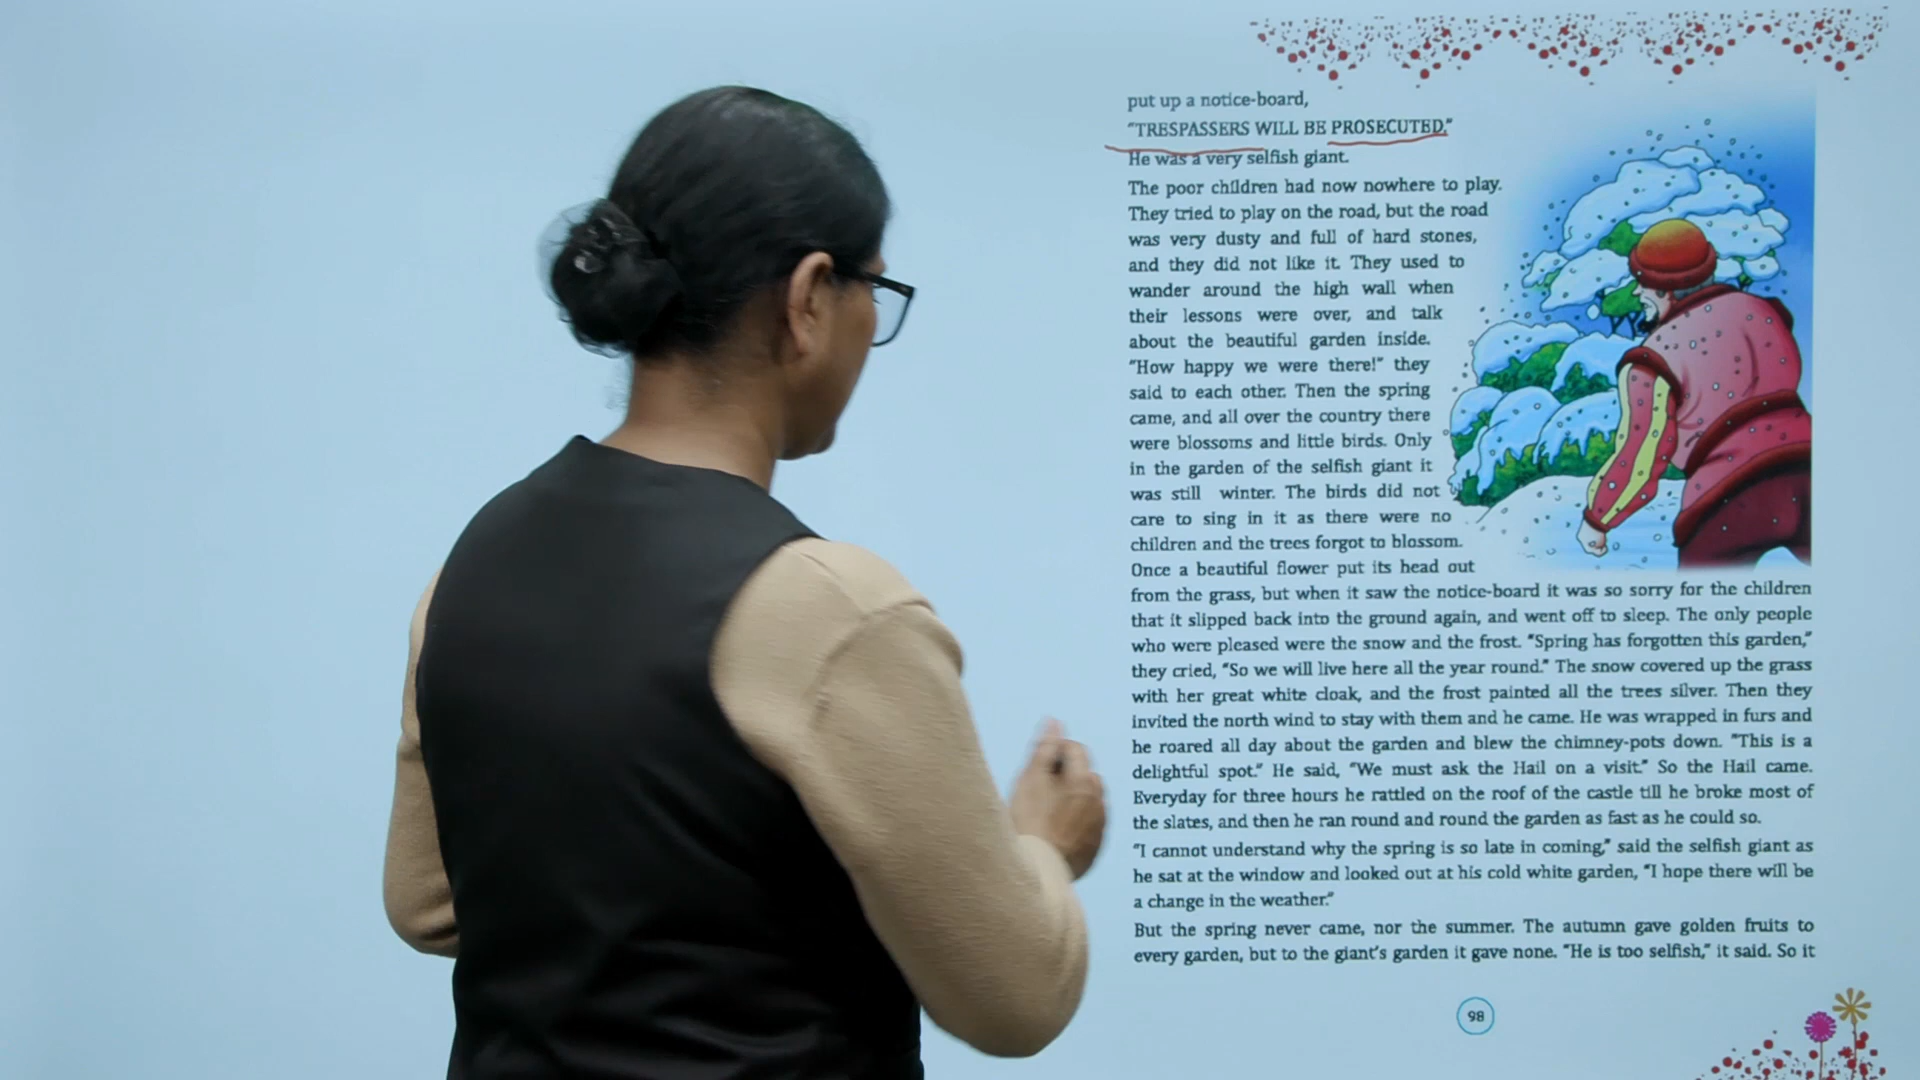 put up a notice-board,
"TRESPASSERS WILL BE PROSECUTED."
He was a very selfish giant.
The poor children had now nowhere to play.
They tried to play on the road, but the road
was very dusty and full of hard stones,
and they did not like it. They used to
wander around the high wall when
their lessons were over, and talk
about the beautiful garden inside.
"How happy we were there!" they
said to each other. Then the spring
came, and all over the country there
were blossoms and little birds. Only
in the garden of the selfish giant it
was still winter. The birds did not
care to sing in it as there were no
children and the trees forgot to blossom.
Once a beautiful flower put its head out
from the grass, but when it saw the notice-board it was so sorry for the children
that it slipped back into the ground again, and went off to sleep. The only people
who were pleased were the snow and the frost. "Spring has forgotten this garden,"
they cried, "So we will live here all the year round." The snow covered up the grass
with her great white cloak, and the frost painted all the trees silver. Then they
invited the north wind to stay with them and he came. He was wrapped in furs and
he roared all day about the garden and blew the chimney-pots down. "This is a
delightful spot." He said, "We must ask the Hail on a visit." So the Hail came.
Everyday for three hours he rattled on the roof of the castle till he broke most of
the slates, and then he ran round and round the garden as fast as he could so.
"I cannot understand why the spring is so late in coming," said the selfish giant as
he sat at the window and looked out at his cold white garden, "I hope there will be
a change in the weather."
But the spring never came, nor the summer. The autumn gave golden fruits to
every garden, but to the giant's garden it gave none. "He is too selfish," it said. So it
98